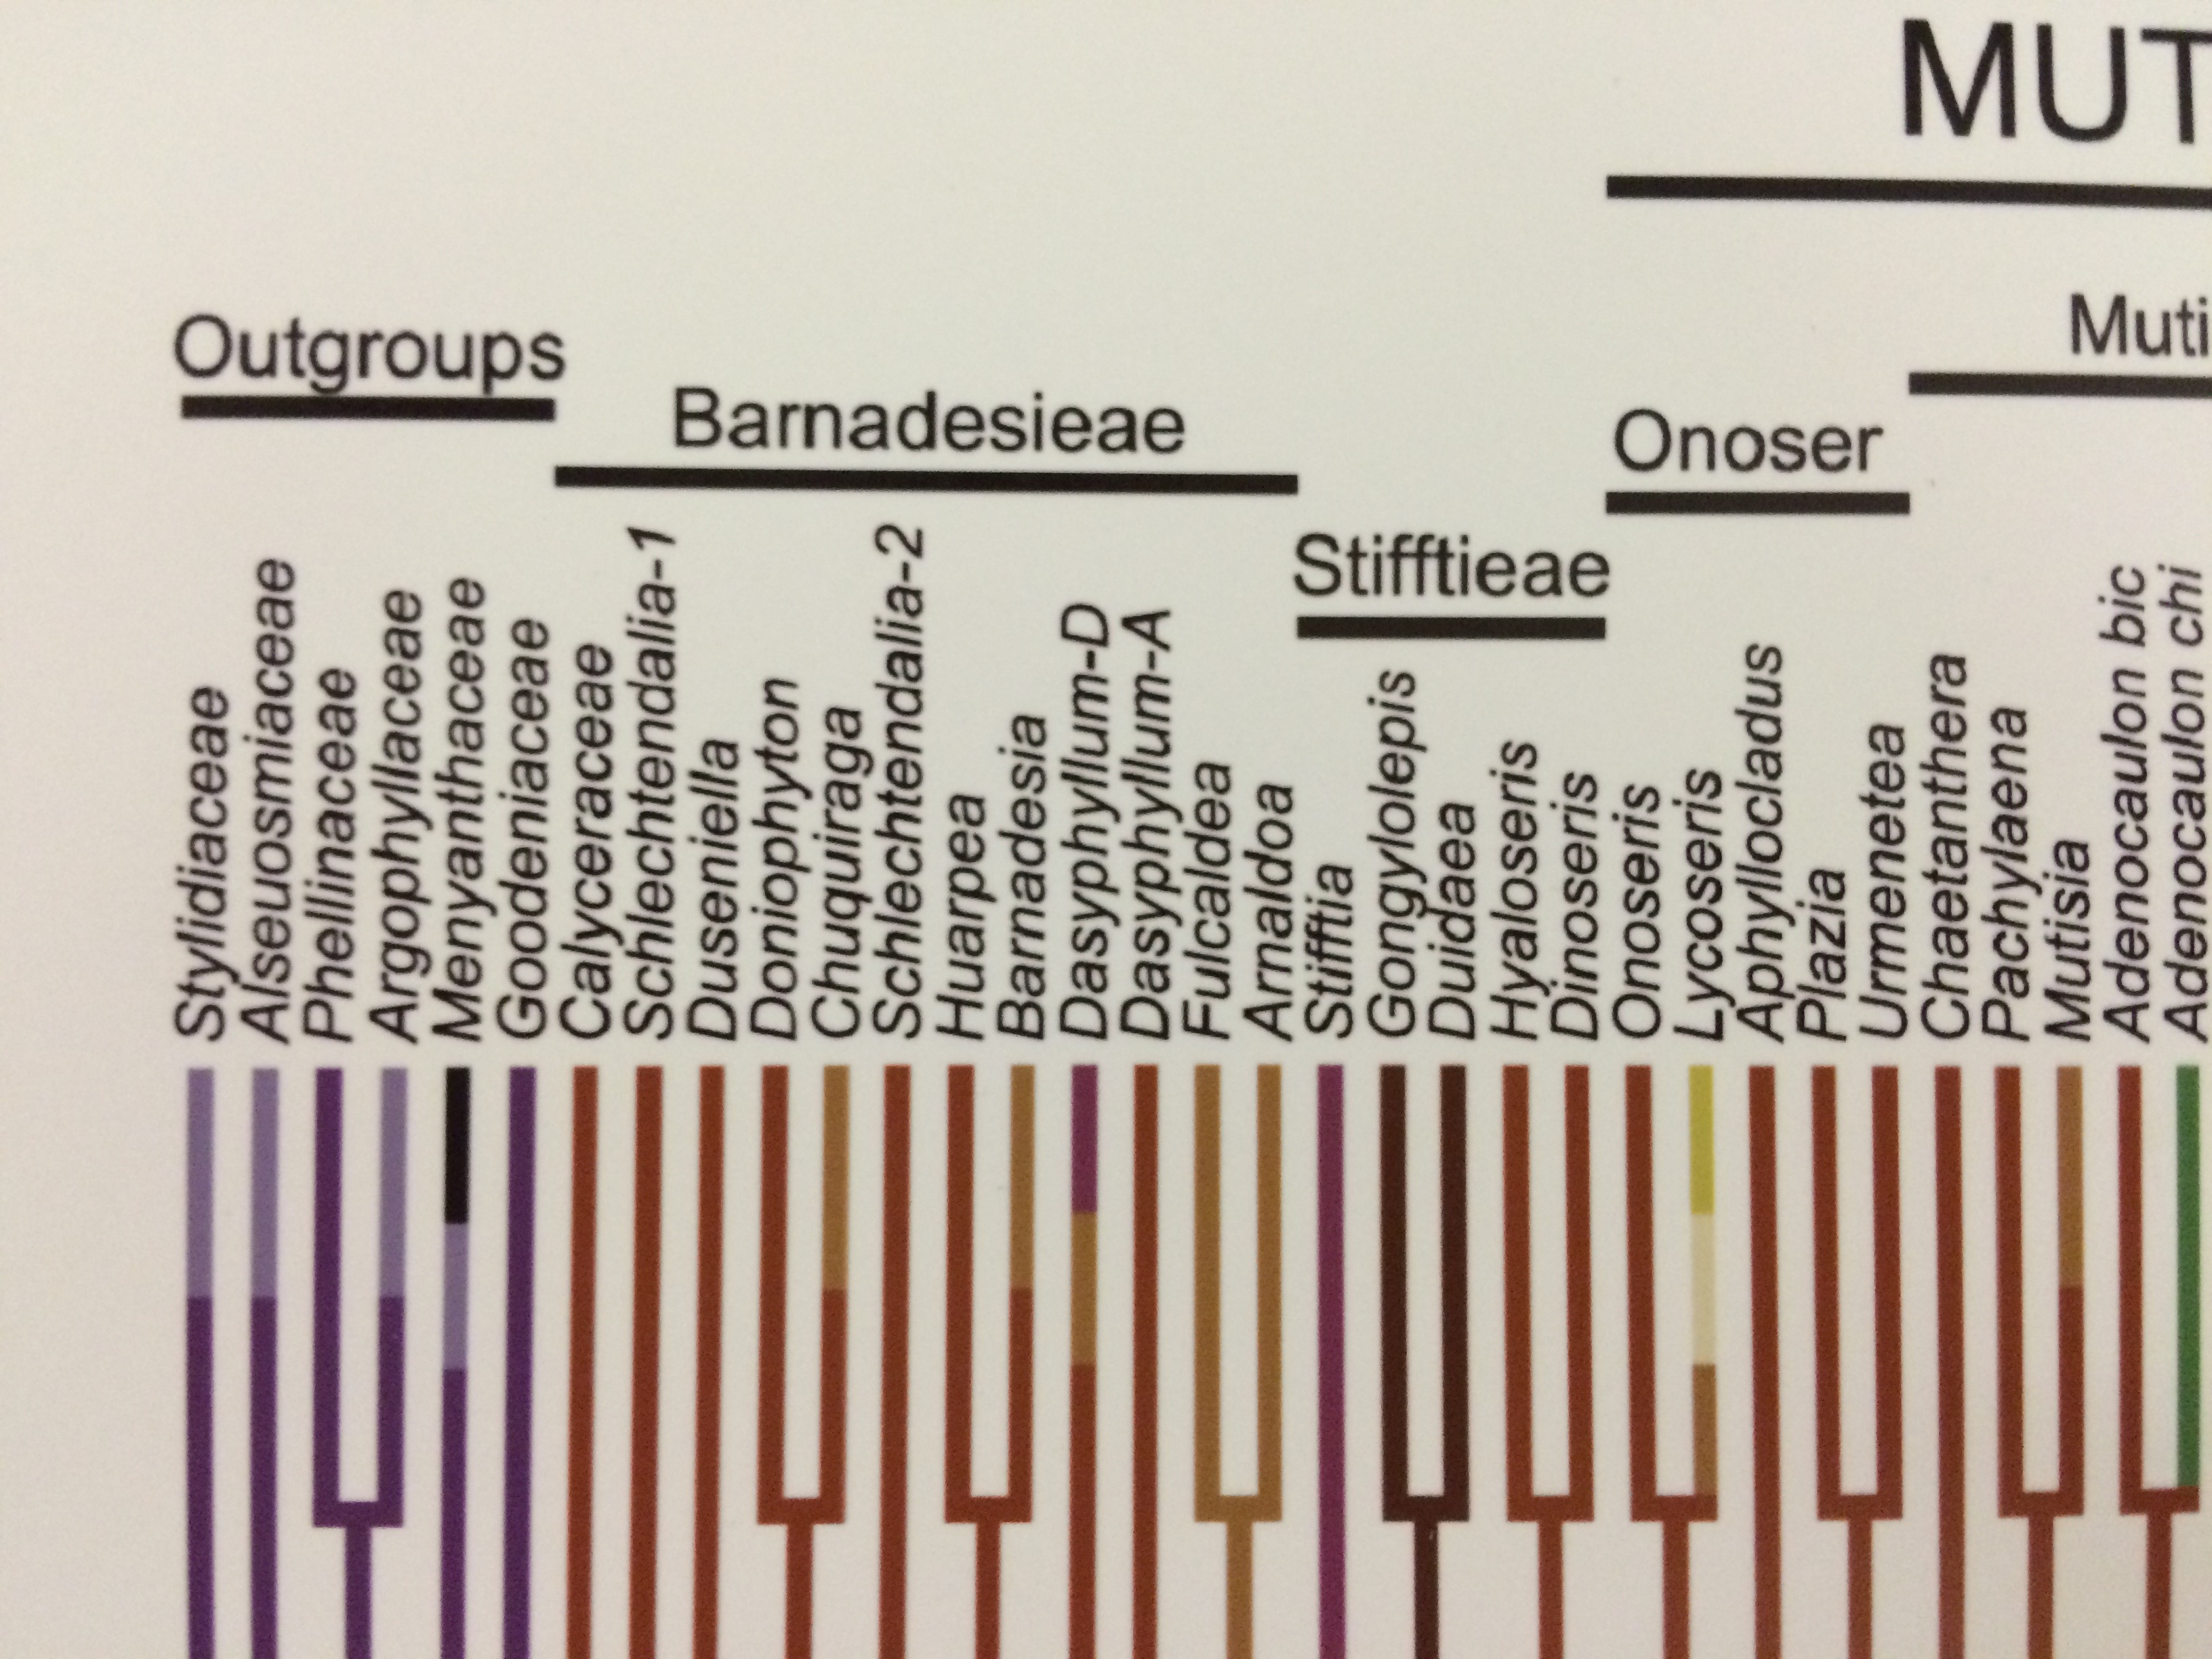 MUT
Muti
Outgroups
Barnadesieae
Onoser
Stifftieae
Stylidiaceae
Alseuosmiaceae
Phellinaceae
Argophyllaceae
Menyanthaceae
Goodeniaceae
Calyceraceae
Schlechtendalia-1
Duseniella
Doniophyton
Chuquiraga
Schlechtendalia-2
Huarpea
Barnadesia
Dasyphyllum-D
Dasyphyllum-A
Fulcaldea
Arnaldoa
Stifftia
Gongylolepis
Duidaea
Hyaloseris
Dinoseris
Onoseris
Lycoseris
Aphyllocladus
Plazia
Urmenetea
Chaetanthera
Pachylaena
Mutisia
Adenocaulon bic
Adenocaulon chi